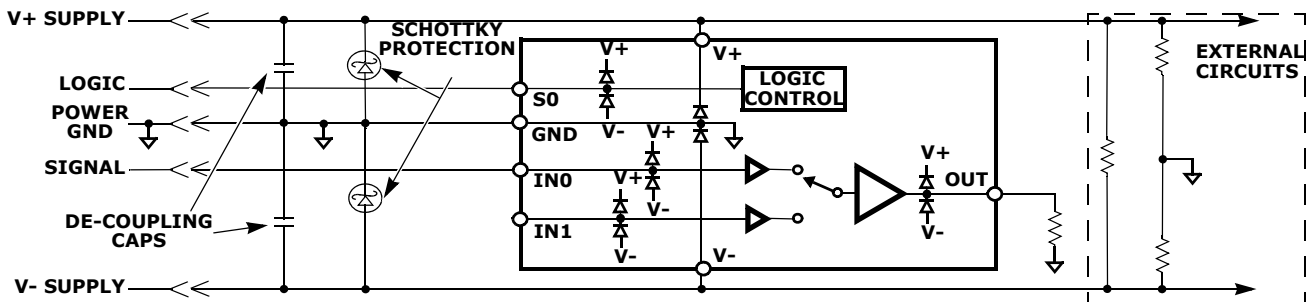 V+ SUPPLY
SCHOTTKY
PROTECTION
V+
V+
EXTERNAL
CIRCUITS
LOGIC
S0
LOGIC
CONTROL
POWER
GND
V-
GND
V+
SIGNAL
IN0
V+
V+
OUT
V-
V-
DE-COUPLING
CAPS
IN1
V-
V-
V- SUPPLY